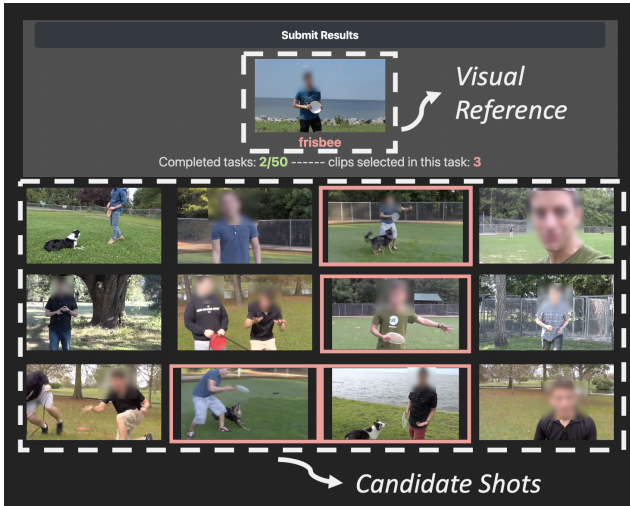 Submit Results
Visual
Reference
frisbee
Completed tasks: 2/50 ------ clips selected in this task: 3
Candidate Shots